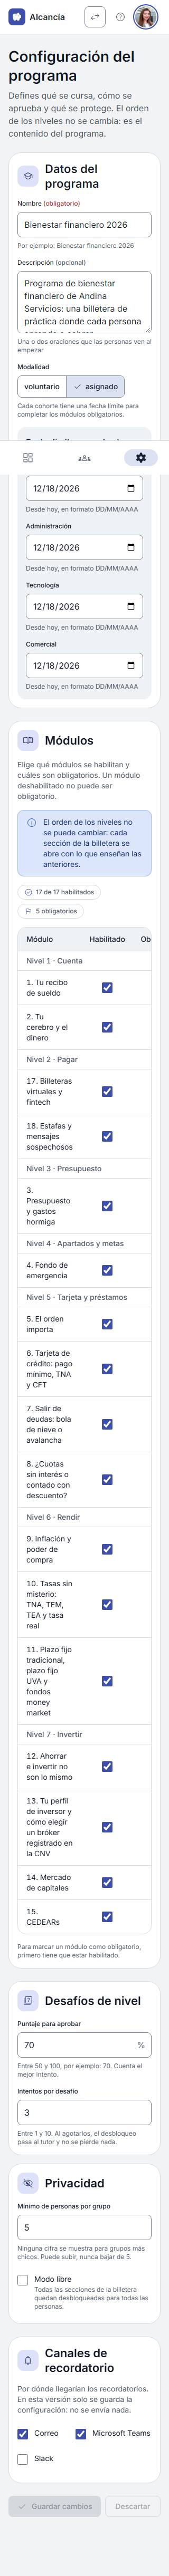 Alcancía
Configuración del
programa
Defines qué se cursa, cómo se
aprueba y qué se protege. El orden
de los niveles no se cambia: es el
contenido del programa.
Datos del
programa
Nombre (obligatorio)
Bienestar financiero 2026
Por ejemplo: Bienestar financiero 2026
Descripción (opcional)
Programa de bienestar
financiero de Andina
Servicios: una billetera de
práctica donde cada persona
Una o dos oraciones que las personas ven al
empezar
Modalidad
voluntario
asignado
Cada cohorte tiene una fecha límite para
completar los módulos obligatorios.
12/18/2026
Desde hoy, en formato DD/MM/AAAA
Administración
12/18/2026
Desde hoy, en formato DD/MM/AAAA
Tecnología
12/18/2026
Desde hoy, en formato DD/MM/AAAA
Comercial
12/18/2026
Desde hoy, en formato DD/MM/AAAA
Módulos
Elige qué módulos se habilitan y
cuáles son obligatorios. Un módulo
deshabilitado no puede ser
obligatorio.
El orden de los niveles no
se puede cambiar: cada
sección de la billetera se
abre con lo que enseñan las
anteriores.
17 de 17 habilitados
5 obligatorios
Módulo Habilitado Ob
Nivel 1 · Cuenta
1. Tu recibo
de sueldo
2. Tu
cerebro y el
dinero
Nivel 2 · Pagar
17. Billeteras
virtuales y
fintech
18. Estafas y
mensajes
sospechosos
Nivel 3 · Presupuesto
3.
Presupuesto
y gastos
hormiga
Nivel 4 · Apartados y metas
4. Fondo de
emergencia
Nivel 5 · Tarjeta y préstamos
5. El orden
importa
6. Tarjeta de
crédito: pago
mínimo, TNA
y CFT
7. Salir de
deudas: bola
de nieve o
avalancha
8. ¿Cuotas
sin interés o
contado con
descuento?
Nivel 6 · Rendir
9. Inflación y
poder de
compra
10. Tasas sin
misterio:
TNA, TEM,
TEA y tasa
real
11. Plazo fijo
tradicional,
plazo fijo
UVA y
fondos
money
market
Nivel 7 · Invertir
12. Ahorrar
e invertir no
son lo mismo
13. Tu perfil
de inversor y
cómo elegir
un bróker
registrado en
la CNV
14. Mercado
de capitales
15.
CEDEARs
Para marcar un módulo como obligatorio,
primero tiene que estar habilitado.
Desafíos de nivel
Puntaje para aprobar
70 %
Entre 50 y 100, por ejemplo: 70. Cuenta el
mejor intento.
Intentos por desafío
3
Entre 1 y 10. Al agotarlos, el desbloqueo
pasa al tutor y no se pierde nada.
Privacidad
Mínimo de personas por grupo
5
Ninguna cifra se muestra para grupos más
chicos. Puede subir, nunca bajar de 5.
Modo libre
Todas las secciones de la billetera
quedan desbloqueadas para todas las
personas.
Canales de
recordatorio
Por dónde llegarían los recordatorios.
En esta versión solo se guarda la
configuración: no se envía nada.
Correo
Microsoft Teams
Slack
Guardar cambios
Descartar